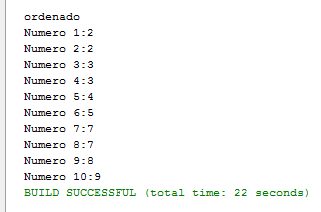 ordenado
Numero 1:2
Numero 2:2
Numero 3:3
Numero 4:3
Numero 5:4
Numero 6:5
Numero 7:7
Numero 8:7
Numero 9:8
Numero 10:9
BUILD SUCCESSFUL (total time: 22 seconds)